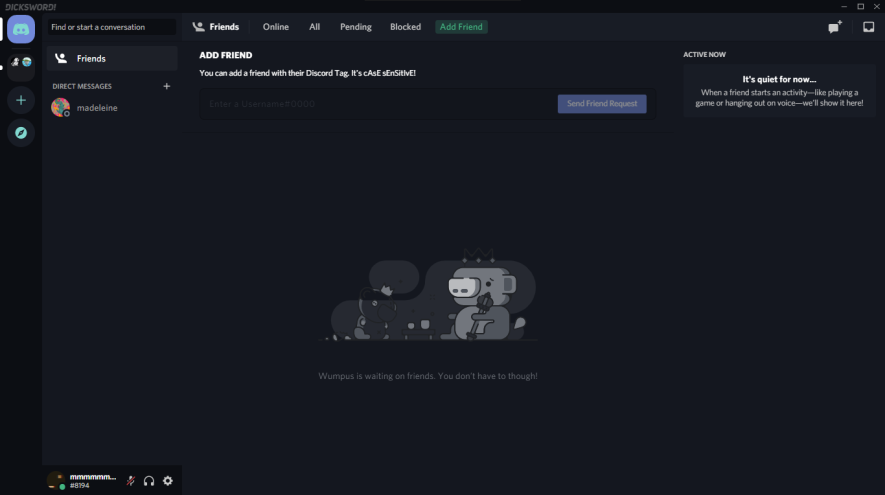 DICKSWORD!
Find or start a conversation
Friends
Online
All
Pending
Blocked
Add Friend
Friends
DIRECT MESSAGES
madeleine
ADD FRIEND
You can add a friend with their Discord Tag. It's cAsE sEnSitIvE!
Enter a Username#0000
Send Friend Request
ACTIVE NOW
It's quiet for now...
When a friend starts an activity—like playing a
game or hanging out on voice—we'll show it here!
Wumpus is waiting on friends. You don't have to though!
mmmmmm...
#8194